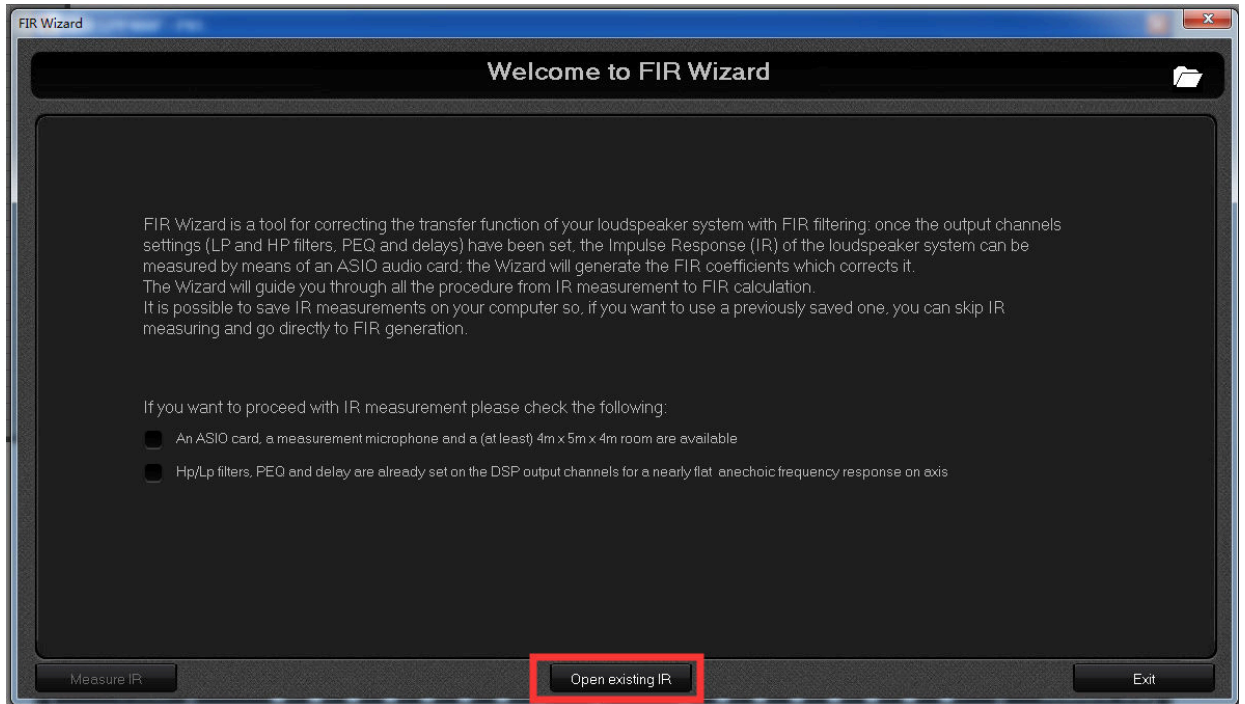 FIR Wizard
Welcome to FIR Wizard
FIR Wizard is a tool for correcting the transfer function of your loudspeaker system with FIR filtering: once the output channels
settings (LP and HP filters, PEQ and delays) have been set, the Impulse Response (IR) of the loudspeaker system can be
measured by means of an ASIO audio card; the Wizard will generate the FIR coefficients which corrects it.
The Wizard will guide you through all the procedure from IR measurement to FIR calculation.
It is possible to save IR measurements on your computer so, if you want to use a previously saved one, you can skip IR
measuring and go directly to FIR generation.
If you want to proceed with IR measurement please check the following:
An ASIO card, a measurement microphone and a (at least) 4m x 5m x 4m room are available
Hp/Lp filters, PEQ and delay are already set on the DSP output channels for a nearly flat anechoic frequency response on axis
Measure IR
Open existing IR
Exit